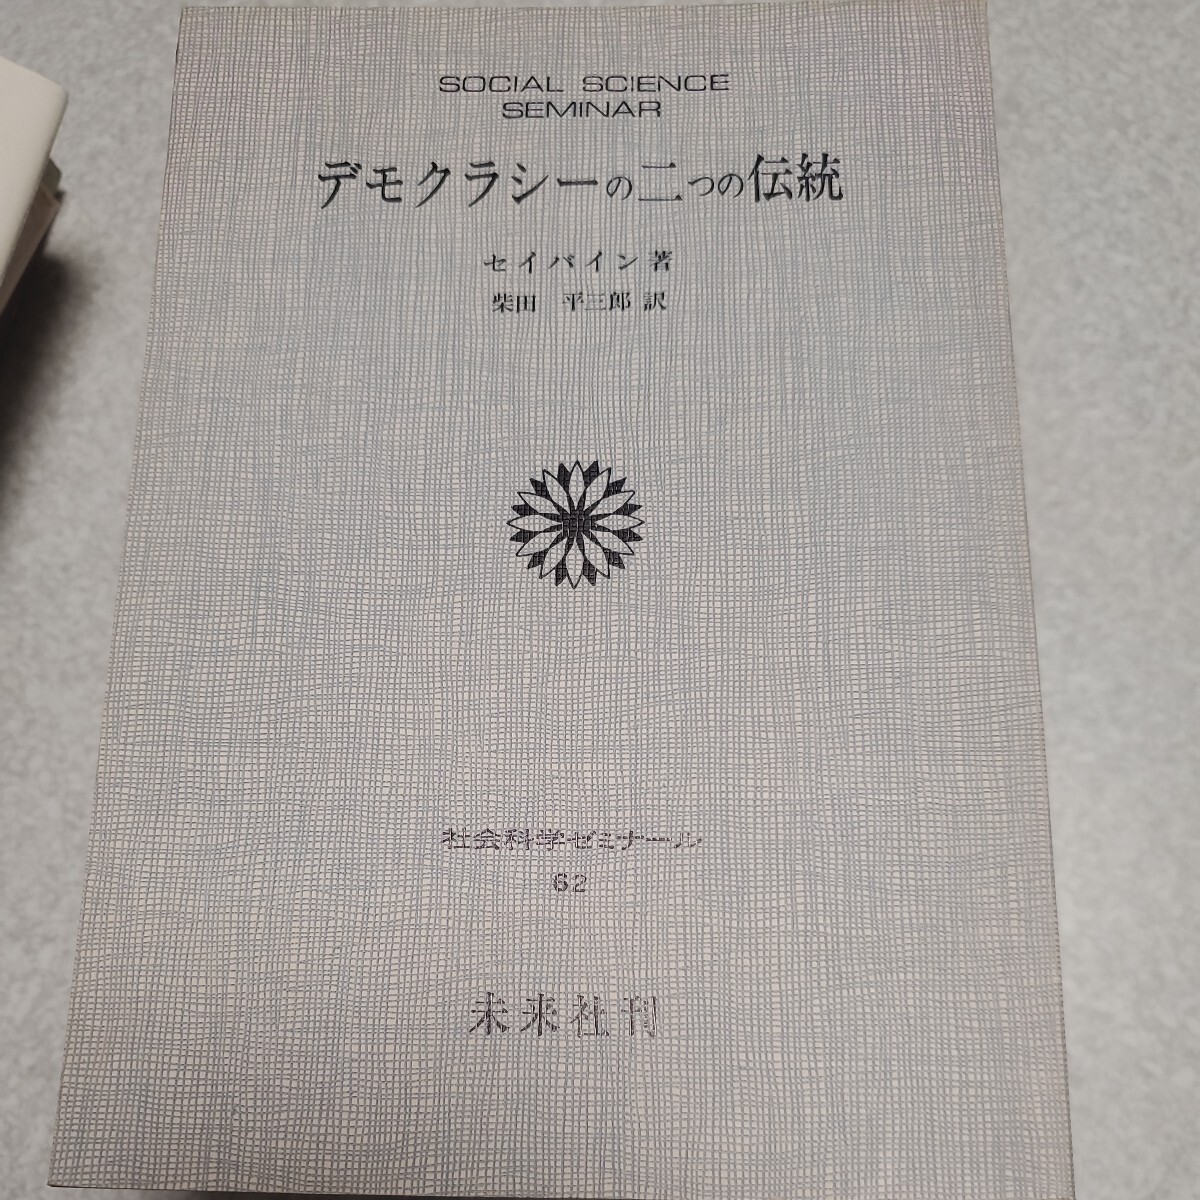 SOCIAL SCIENCE
SEMINAR
デモクラシーの二つの伝統
セイバイン著
柴田 平三郎 訳
社会科学ゼミナール
62
未来社刊